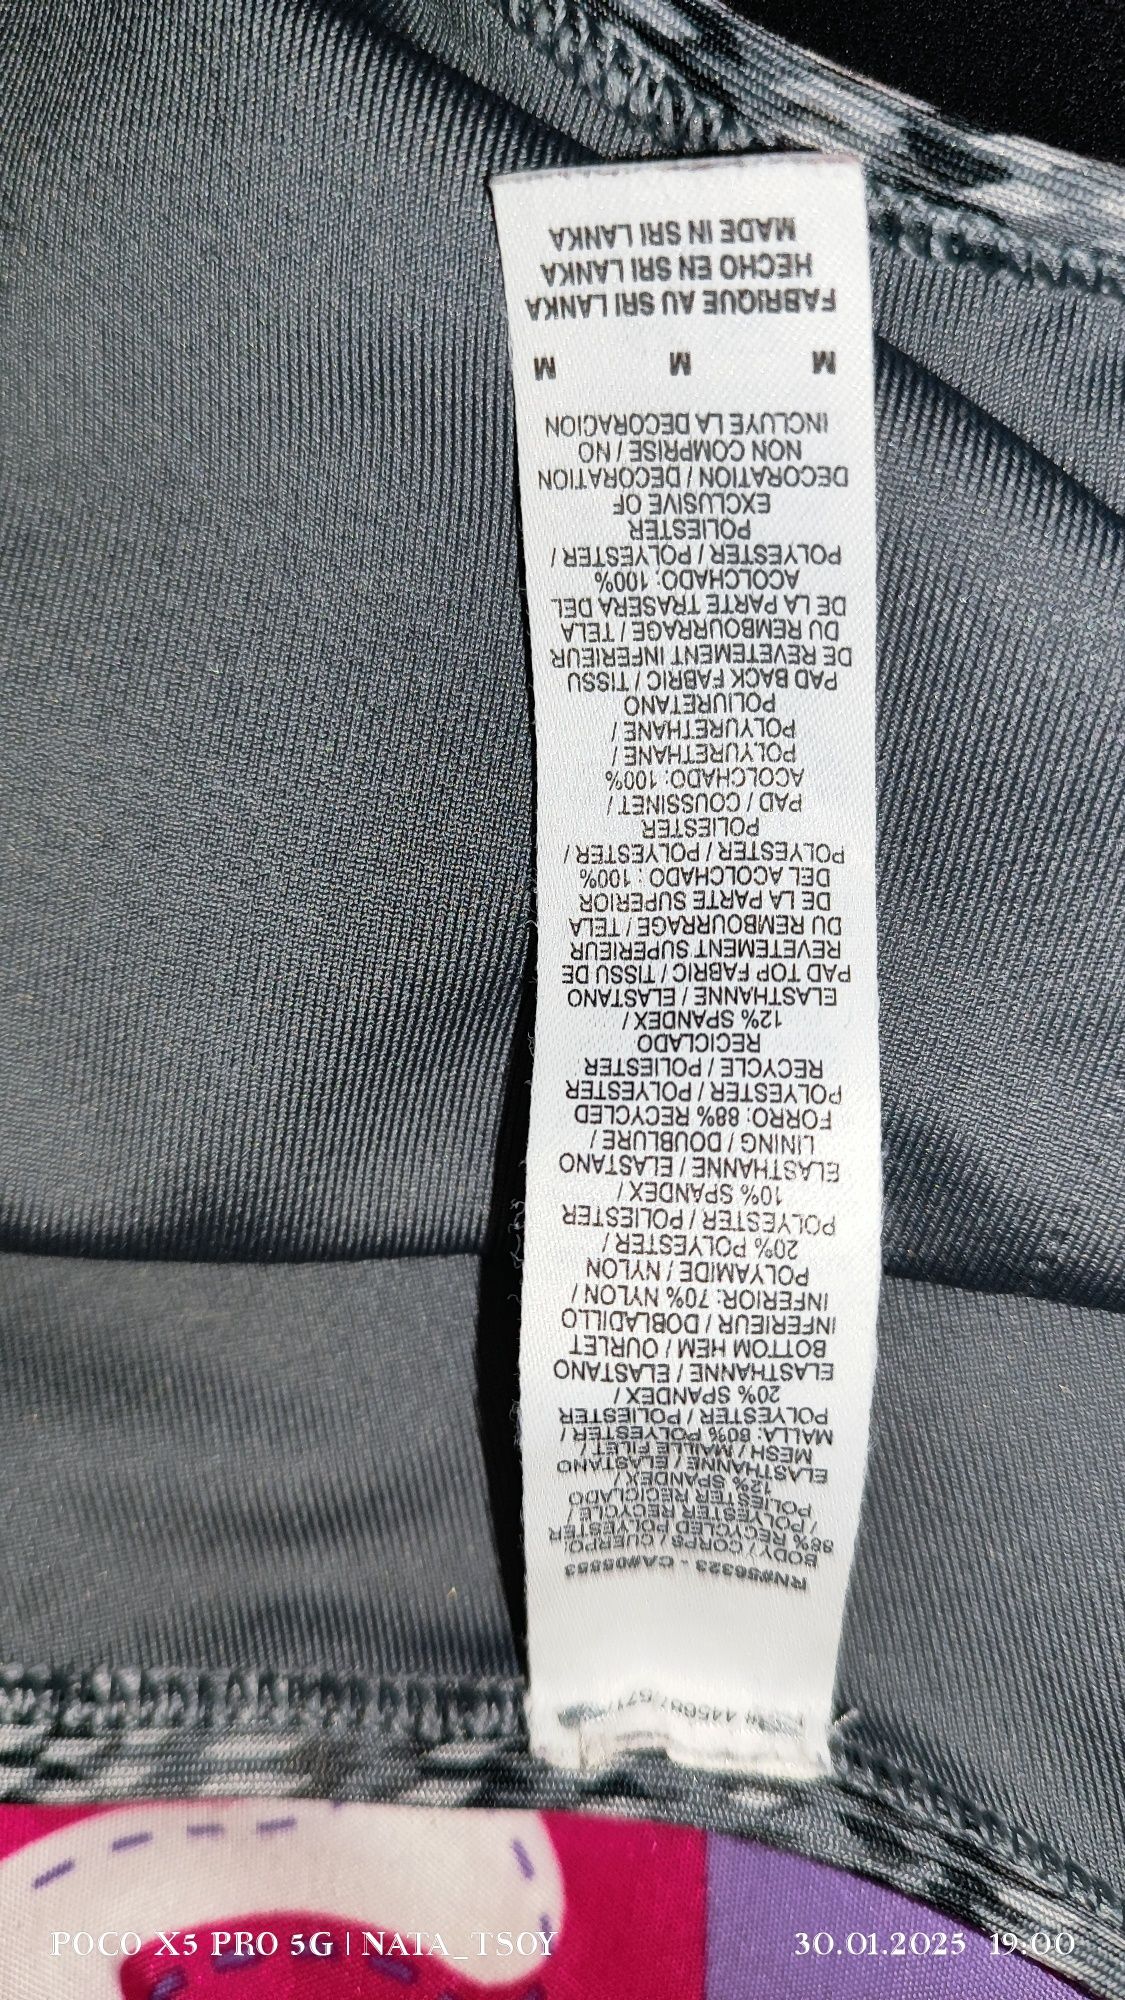 RN#56323 - CA#05553
BODY / CORPS / CUERPO:
88% RECYCLED POLYESTER
/ POLYESTER RECYCLE /
POLIESTER RECICLADO
12% SPANDEX /
ELASTHANNE / ELASTANO
MESH / MAILLE FILET /
MALLA: 80% POLYESTER /
POLYESTER / POLIESTER
20% SPANDEX /
ELASTHANNE / ELASTANO
BOTTOM HEM / OURLET
INFERIEUR / DOBLADILLO
INFERIOR: 70% NYLON /
POLYAMIDE / NYLON
20% POLYESTER /
POLYESTER / POLIESTER
10% SPANDEX /
ELASTHANNE / ELASTANO
LINING / DOUBLURE /
FORRO: 88% RECYCLED
POLYESTER / POLYESTER
RECYCLE / POLIESTER
RECICLADO
12% SPANDEX /
ELASTHANNE / ELASTANO
PAD TOP FABRIC / TISSU DE
REVETEMENT SUPERIEUR
DU REMBOURRAGE / TELA
DE LA PARTE SUPERIOR
DEL ACOLCHADO : 100%
POLYESTER / POLYESTER /
POLIESTER
PAD / COUSSINET /
ACOLCHADO: 100%
POLYURETHANE /
POLYURETHANE /
POLIURETANO
PAD BACK FABRIC / TISSU
DE REVETEMENT INFERIEUR
DU REMBOURRAGE / TELA
DE LA PARTE TRASERA DEL
ACOLCHADO: 100%
POLYESTER / POLYESTER /
POLIESTER
EXCLUSIVE OF
DECORATION / DECORATION
NON COMPRISE / NO
INCLUYE LA DECORACION
M M M
FABRIQUE AU SRI LANKA
HECHO EN SRI LANKA
MADE IN SRI LANKA
POCO X5 PRO 5G | NATA_TSOY
30.01.2025 19:00